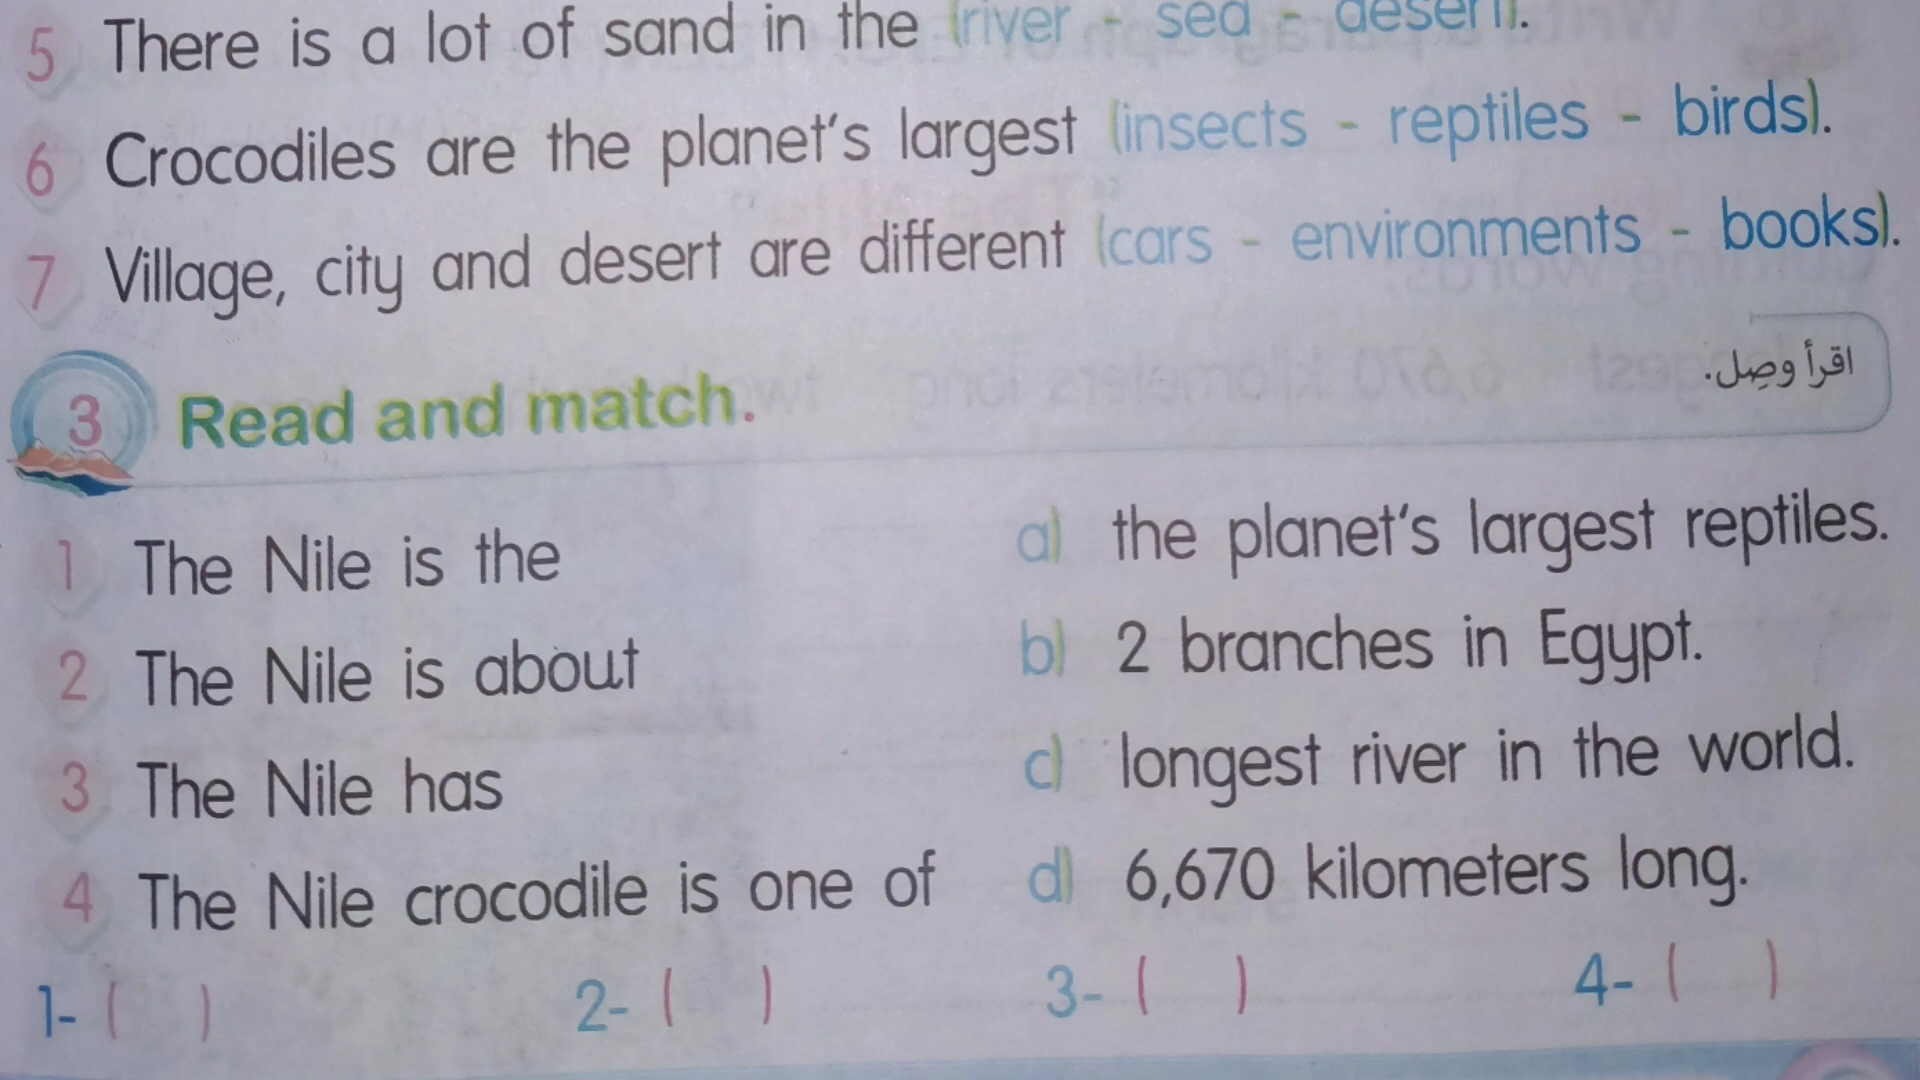 5 There is a lot of sand in the (river - sea - desert).
6 Crocodiles are the planet's largest (insects - reptiles - birds).
7 Village, city and desert are different (cars - environments - books).
اقرأ وصِل.
3 Read and match.
1 The Nile is the a) the planet's largest reptiles.
2 The Nile is about b) 2 branches in Egypt.
3 The Nile has c) longest river in the world.
4 The Nile crocodile is one of d) 6,670 kilometers long.
1- ( ) 2- ( ) 3- ( ) 4- ( )